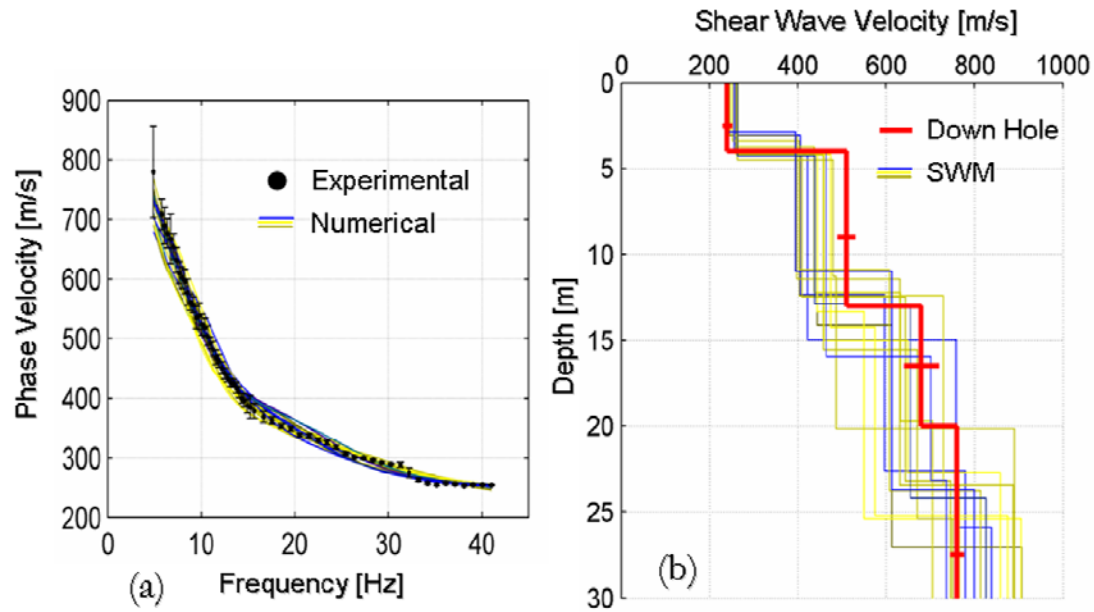 900
800
700
600
500
400
300
200
Phase Velocity [m/s]
Experimental
Numerical
0 10 20 30 40
Frequency [Hz]
(a)
Shear Wave Velocity [m/s]
0 200 400 600 800 1000
0
5
10
15
20
25
30
Depth [m]
Down Hole
SWM
(b)